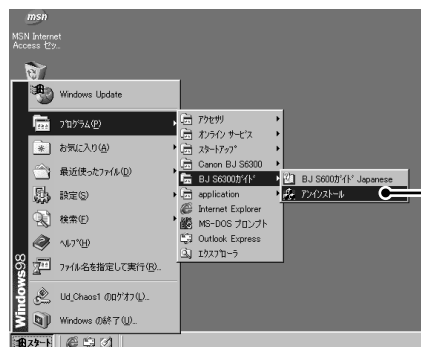 msn
MSN Internet
Access セッ...
Windows Update
プログラム(P)
お気に入り(A)
最近使ったファイル(D)
設定(S)
検索(F)
ヘルプ(H)
ファイル名を指定して実行(R)...
Ud_Chaos1 のログオフ(L)...
Windows の終了(U)...
Windows98
スタート
アクセサリ
オンライン サービス
スタートアップ
Canon BJ S6300
BJ S6300ガイド
application
Internet Explorer
MS-DOS プロンプト
Outlook Express
エクスプローラ
BJ S600ガイド Japanese
アンインストール